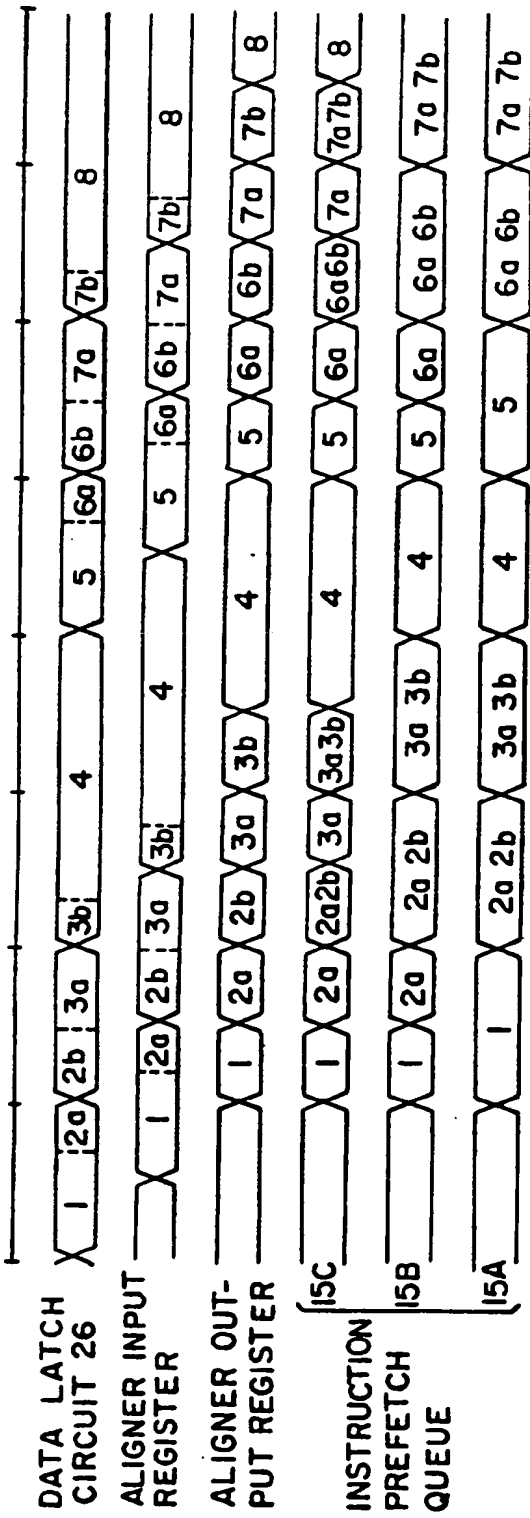 DATA LATCH
CIRCUIT 26
1 2a 2b 3a 3b 4 5 6a 6b 7a 7b 8
ALIGNER INPUT
REGISTER
1 2a 2b 3a 3b 4 5 6a 6b 7a 7b 8
ALIGNER OUT-
PUT REGISTER
1 2a 2b 3a 3b 4 5 6a 6b 7a 7b 8
INSTRUCTION
PREFETCH
QUEUE
15C
1 2a 2a2b 3a 3a3b 4 5 6a 6a6b 7a 7a7b 8
15B
1 2a 2a 2b 3a 3b 4 5 6a 6a 6b 7a 7b
15A
1 2a 2b 3a 3b 4 5 6a 6b 7a 7b